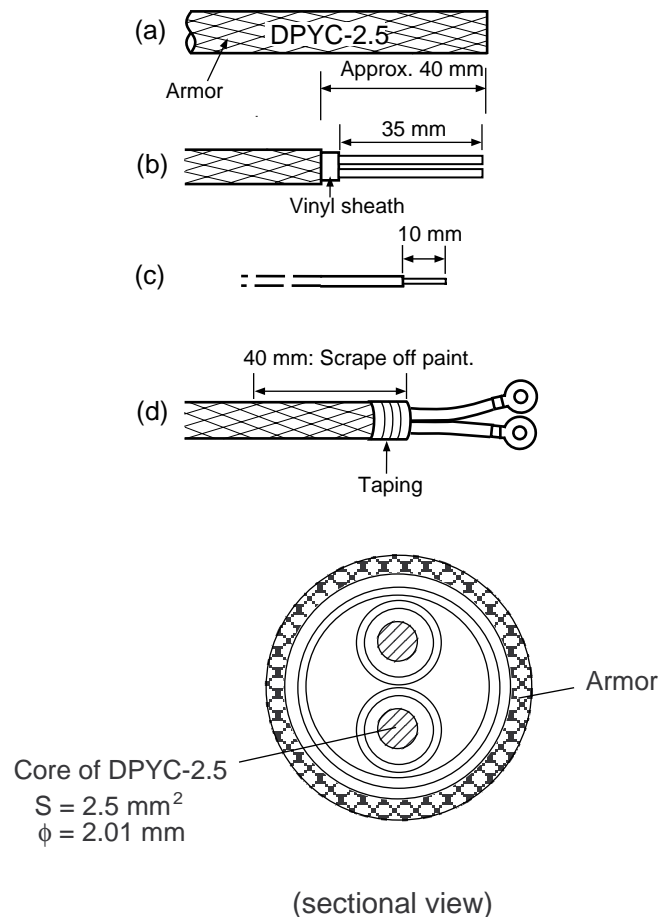 (a)
DPYC-2.5
Approx. 40 mm
Armor
35 mm
(b)
Vinyl sheath
10 mm
(c)
40 mm: Scrape off paint.
(d)
Taping
Armor
Core of DPYC-2.5
S = 2.5 mm²
ϕ = 2.01 mm
(sectional view)